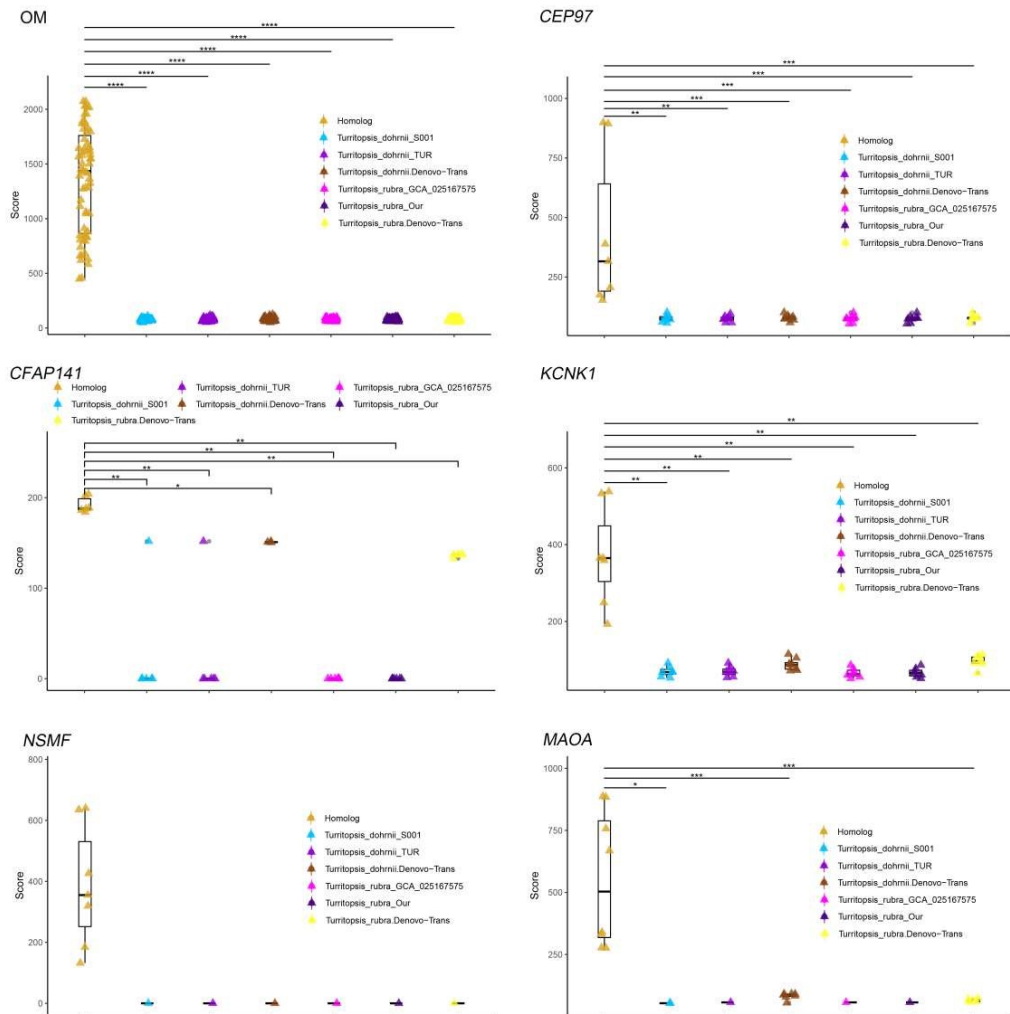 OM
****
****
****
****
****
****
2000
1500
1000
500
0
Score
Homolog
Turritopsis_dohrnii_S001
Turritopsis_dohrnii_TUR
Turritopsis_dohrnii.Denovo-Trans
Turritopsis_rubra_GCA_025167575
Turritopsis_rubra_Our
Turritopsis_rubra.Denovo-Trans
CEP97
***
***
***
***
**
**
1000
750
500
250
Score
Homolog
Turritopsis_dohrnii_S001
Turritopsis_dohrnii_TUR
Turritopsis_dohrnii.Denovo-Trans
Turritopsis_rubra_GCA_025167575
Turritopsis_rubra_Our
Turritopsis_rubra.Denovo-Trans
CFAP141
Homolog Turritopsis_dohrnii_TUR Turritopsis_rubra_GCA_025167575
Turritopsis_dohrnii_S001 Turritopsis_dohrnii.Denovo-Trans Turritopsis_rubra_Our
Turritopsis_rubra.Denovo-Trans
**
**
**
**
**
*
200
100
0
Score
KCNK1
**
**
**
**
**
**
600
400
200
Score
Homolog
Turritopsis_dohrnii_S001
Turritopsis_dohrnii_TUR
Turritopsis_dohrnii.Denovo-Trans
Turritopsis_rubra_GCA_025167575
Turritopsis_rubra_Our
Turritopsis_rubra.Denovo-Trans
NSMF
800
600
400
200
0
Score
Homolog
Turritopsis_dohrnii_S001
Turritopsis_dohrnii_TUR
Turritopsis_dohrnii.Denovo-Trans
Turritopsis_rubra_GCA_025167575
Turritopsis_rubra_Our
Turritopsis_rubra.Denovo-Trans
MAOA
***
***
*
1000
750
500
250
Score
Homolog
Turritopsis_dohrnii_S001
Turritopsis_dohrnii_TUR
Turritopsis_dohrnii.Denovo-Trans
Turritopsis_rubra_GCA_025167575
Turritopsis_rubra_Our
Turritopsis_rubra.Denovo-Trans